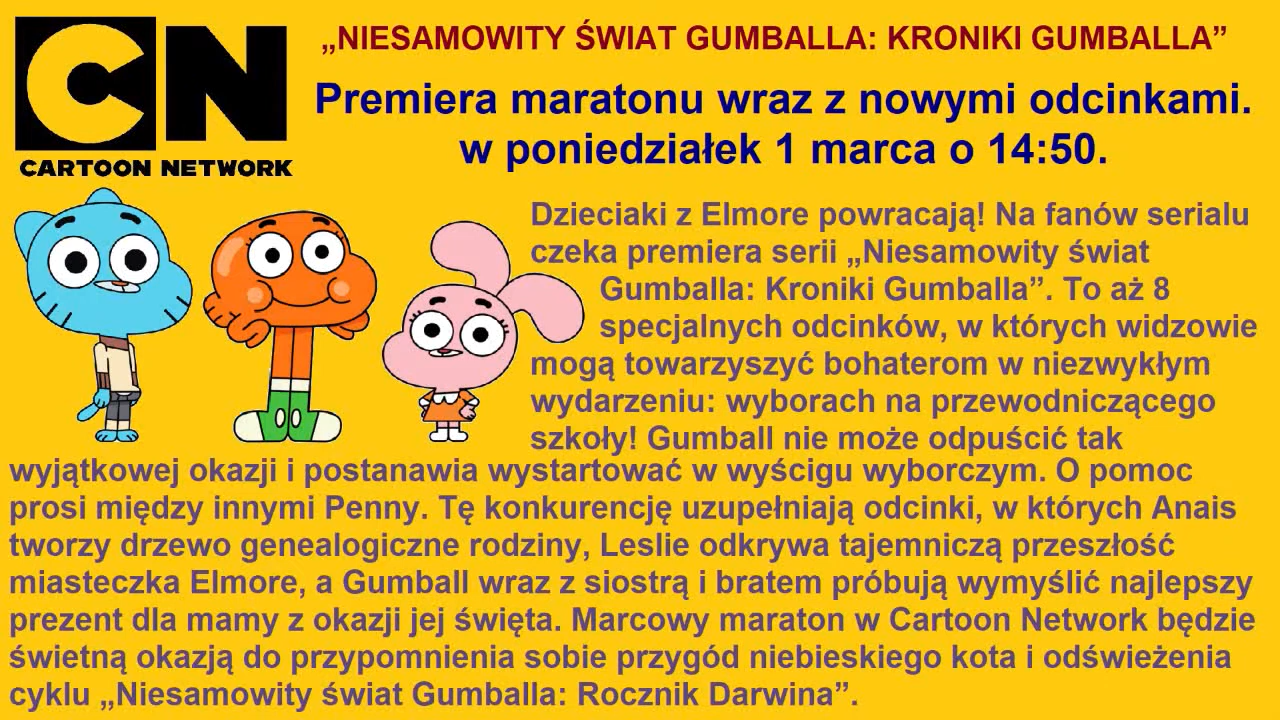 CN
CARTOON NETWORK
„NIESAMOWITY ŚWIAT GUMBALLA: KRONIKI GUMBALLA”
Premiera maratonu wraz z nowymi odcinkami.
w poniedziałek 1 marca o 14:50.
Dzieciaki z Elmore powracają! Na fanów serialu
czeka premiera serii „Niesamowity świat
Gumballa: Kroniki Gumballa”. To aż 8
specjalnych odcinków, w których widzowie
mogą towarzyszyć bohaterom w niezwykłym
wydarzeniu: wyborach na przewodniczącego
szkoły! Gumball nie może odpuścić tak
wyjątkowej okazji i postanawia wystartować w wyścigu wyborczym. O pomoc
prosi między innymi Penny. Tę konkurencję uzupełniają odcinki, w których Anais
tworzy drzewo genealogiczne rodziny, Leslie odkrywa tajemniczą przeszłość
miasteczka Elmore, a Gumball wraz z siostrą i bratem próbują wymyślić najlepszy
prezent dla mamy z okazji jej święta. Marcowy maraton w Cartoon Network będzie
świetną okazją do przypomnienia sobie przygód niebieskiego kota i odświeżenia
cyklu „Niesamowity świat Gumballa: Rocznik Darwina”.